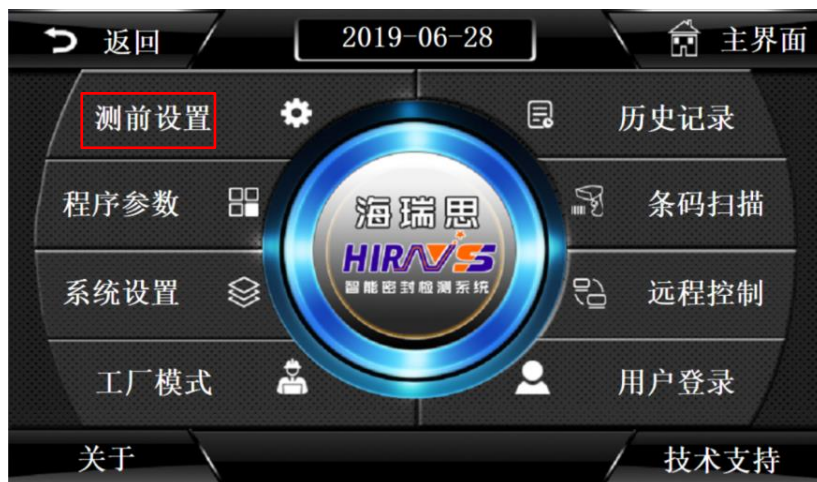 返回
2019-06-28
主界面
测前设置
历史记录
程序参数
条码扫描
海瑞思
HIRAYS
智能密封检测系统
系统设置
远程控制
工厂模式
用户登录
关于
技术支持